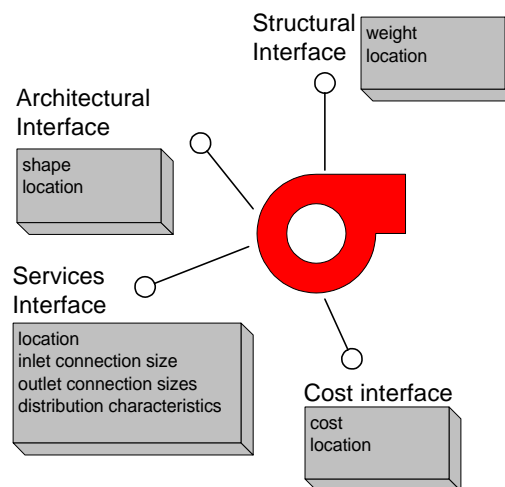 Structural
Interface
weight
location
Architectural
Interface
shape
location
Services
Interface
location
inlet connection size
outlet connection sizes
distribution characteristics
Cost interface
cost
location